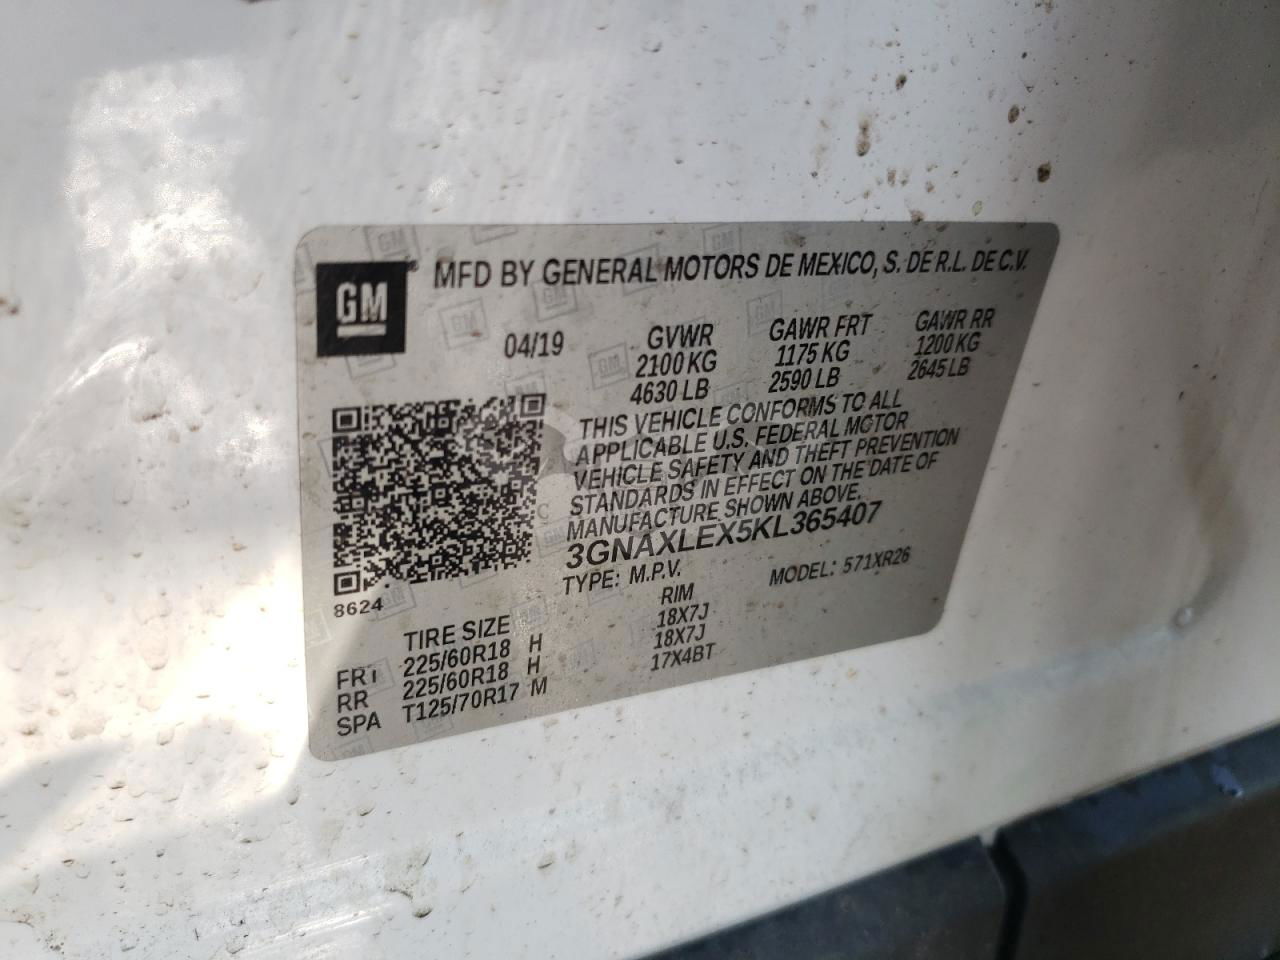 GM
MFD BY GENERAL MOTORS DE MEXICO, S. DE R.L. DE C.V.
04/19 GVWR GAWR FRT GAWR RR
2100 KG 1175 KG 1200 KG
4630 LB 2590 LB 2645 LB
THIS VEHICLE CONFORMS TO ALL
APPLICABLE U.S. FEDERAL MOTOR
VEHICLE SAFETY AND THEFT PREVENTION
STANDARDS IN EFFECT ON THE DATE OF
MANUFACTURE SHOWN ABOVE.
3GNAXLEX5KL365407
TYPE: M.P.V. MODEL: 571XR26
8624
TIRE SIZE RIM
FRT 225/60R18 H 18X7J
RR 225/60R18 H 18X7J
SPA T125/70R17 M 17X4BT